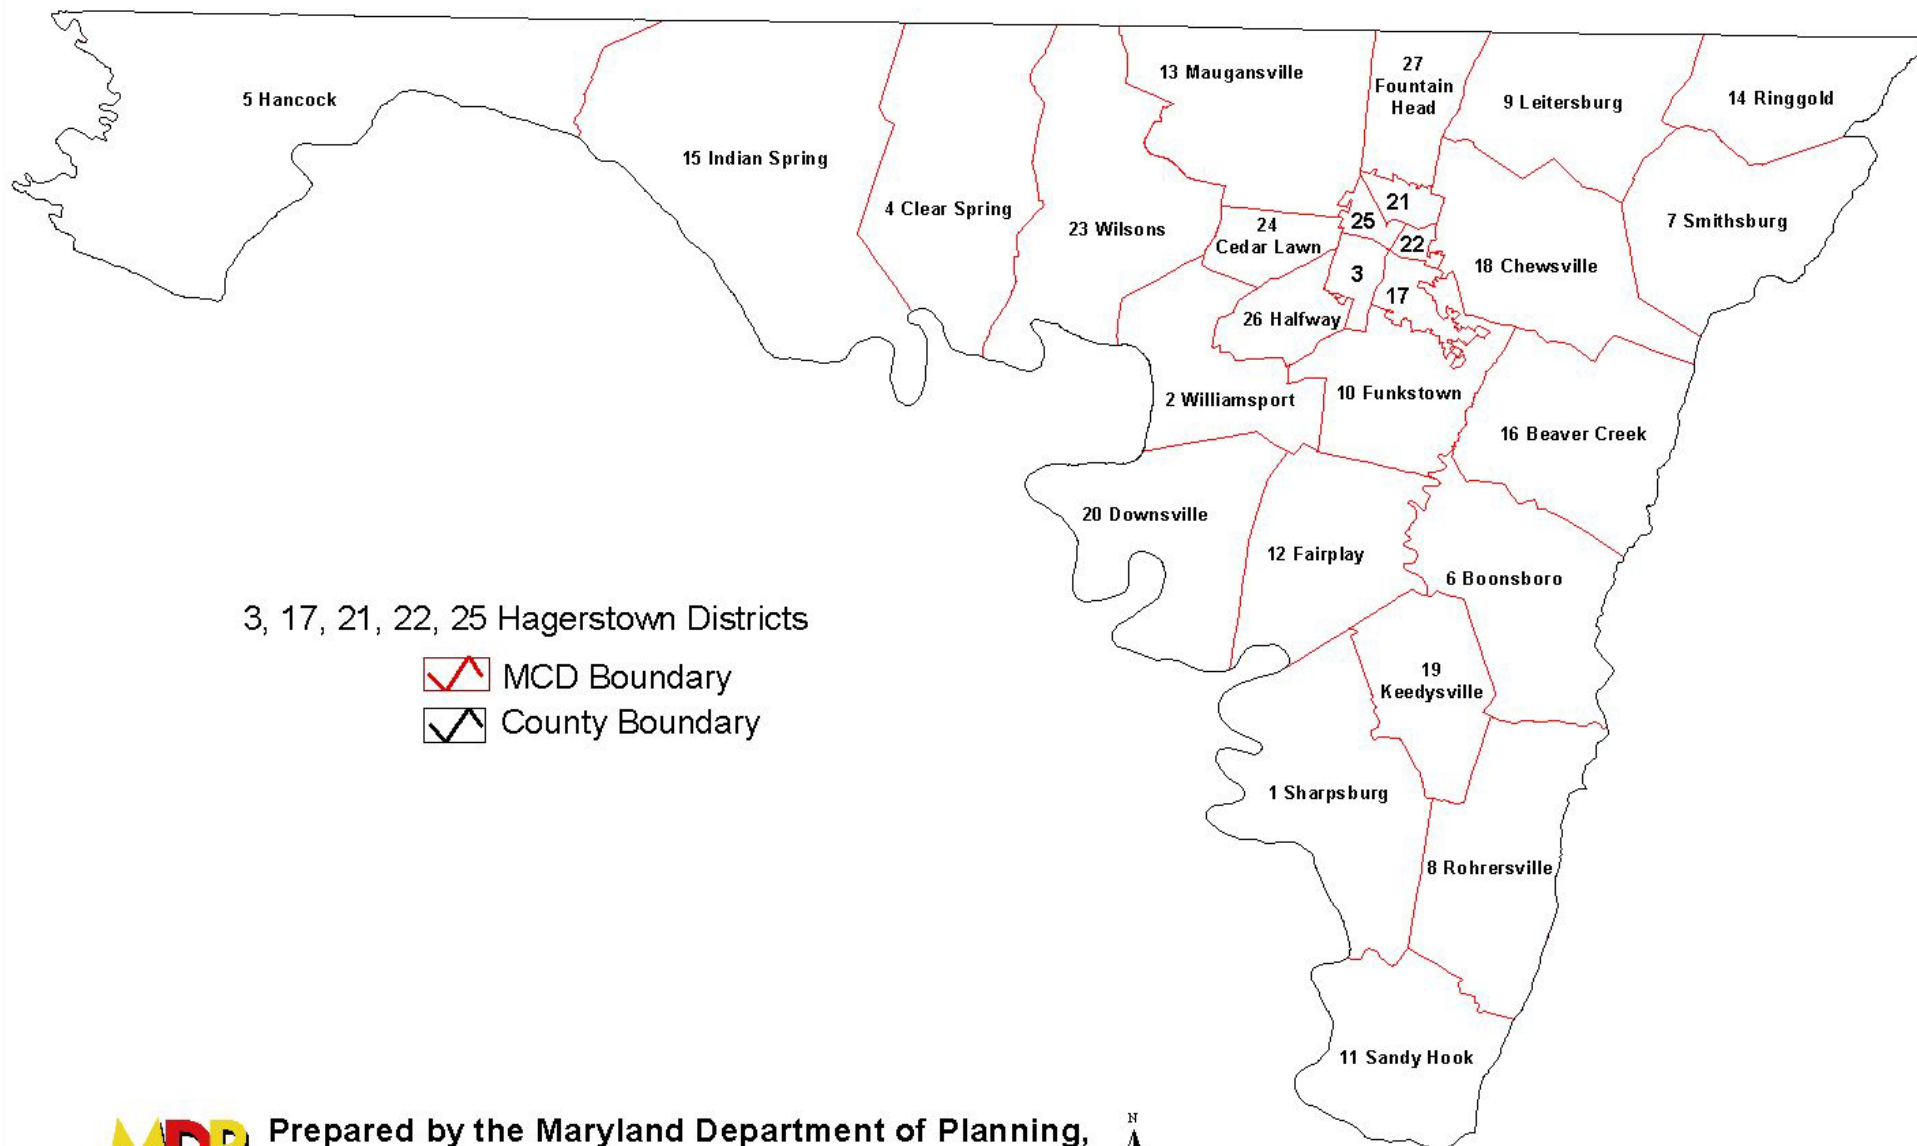 5 Hancock
15 Indian Spring
4 Clear Spring
23 Wilsons
13 Maugansville
27
Fountain
Head
9 Leitersburg
14 Ringgold
7 Smithsburg
18 Chewsville
24
Cedar Lawn
25
21
22
3
17
26 Halfway
2 Williamsport
10 Funkstown
16 Beaver Creek
20 Downsville
12 Fairplay
6 Boonsboro
19
Keedysville
1 Sharpsburg
8 Rohrersville
11 Sandy Hook
3, 17, 21, 22, 25 Hagerstown Districts
MCD Boundary
County Boundary
MDP
Prepared by the Maryland Department of Planning,
N